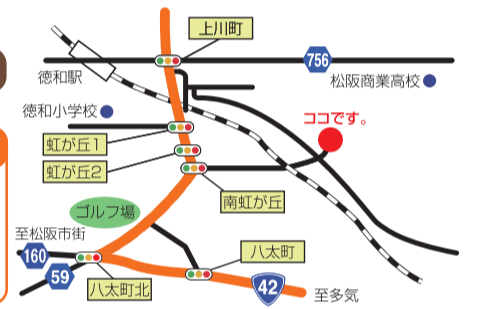 上川町
756
徳和駅
松阪商業高校
徳和小学校
ココです。
虹が丘1
虹が丘2
南虹が丘
ゴルフ場
至松阪市街
八太町
160
59
八太町北
42
至多気